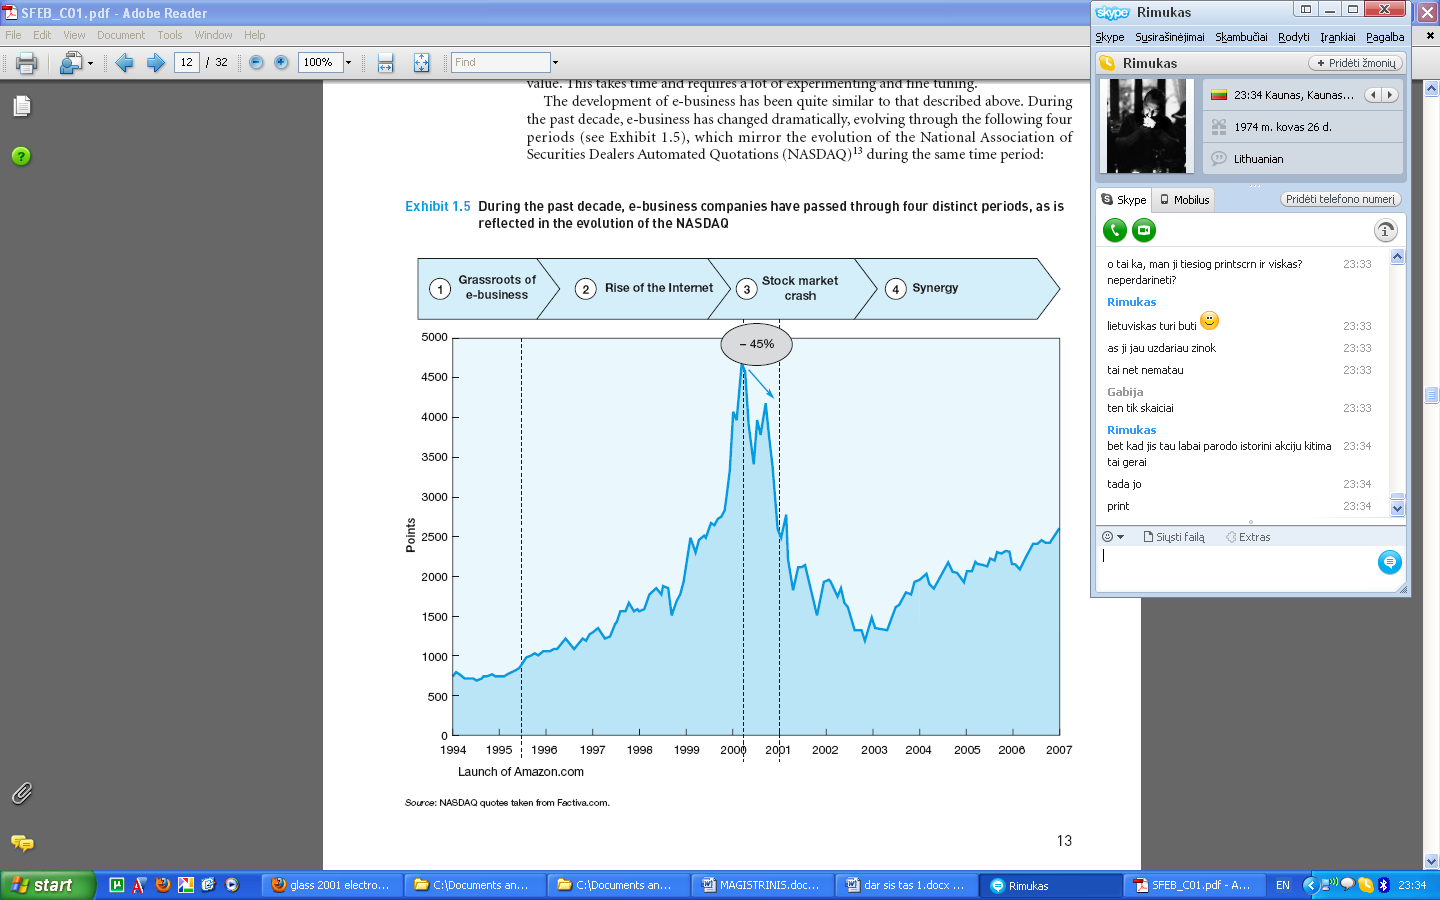 SFEB_C01.pdf - Adobe Reader
File Edit View Document Tools Window Help
12 / 32 100% Find
value. This takes time and requires a lot of experimenting and fine tuning.
The development of e-business has been quite similar to that described above. During
the past decade, e-business has changed dramatically, evolving through the following four
periods (see Exhibit 1.5), which mirror the evolution of the National Association of
Securities Dealers Automated Quotations (NASDAQ)13 during the same time period:
Exhibit 1.5 During the past decade, e-business companies have passed through four distinct periods, as is
reflected in the evolution of the NASDAQ
1 Grassroots of
e-business
2 Rise of the Internet
3 Stock market
crash
4 Synergy
– 45%
Points
5000
4500
4000
3500
3000
2500
2000
1500
1000
500
0
1994 1995 1996 1997 1998 1999 2000 2001 2002 2003 2004 2005 2006 2007
Launch of Amazon.com
Source: NASDAQ quotes taken from Factiva.com.
13
skype Rimukas
Skype Susirašinėjimai Skambučiai Rodyti Irankiai Pagalba
Rimukas + Pridėti žmonių
23:34 Kaunas, Kaunas...
1974 m. kovas 26 d.
Lithuanian
Skype Mobilus Pridėti telefono numerį
o tai ka, man ji tiesiog printscrn ir viskas? 23:33
neperdarineti?
Rimukas
lietuviskas turi buti 23:33
as ji jau uzdariau zinok 23:33
tai net nematau 23:33
Gabija
ten tik skaiciai 23:33
Rimukas
bet kad jis tau labai parodo istorini akciju kitima 23:34
tai gerai
tada jo 23:34
print 23:34
Siųsti failą Extras
start
glass 2001 electro...
C:\Documents an...
C:\Documents an...
MAGISTRINIS.doc...
dar sis tas 1.docx ...
Rimukas
SFEB_C01.pdf - A...
EN
23:34